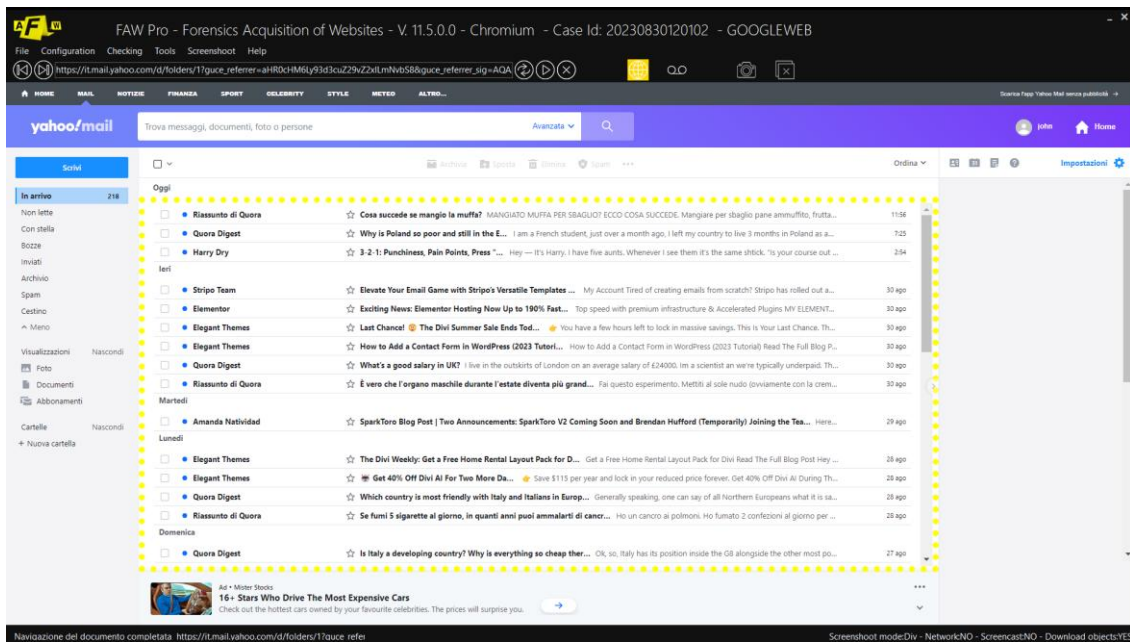 FAW
FAW Pro - Forensics Acquisition of Websites - V. 11.5.0.0 - Chromium - Case Id: 20230830120102 - GOOGLEWEB
File Configuration Checking Tools Screenshoot Help
https://it.mail.yahoo.com/d/folders/1?guce_referrer=aHR0cHM6Ly93d3cuZ29vZ2xlLmNvbS8&guce_referrer_sig=AQA
HOME MAIL NOTIZIE FINANZA SPORT CELEBRITY STYLE METEO ALTRO... Scarica l'app Yahoo Mail senza pubblicità →
yahoo!mail Trova messaggi, documenti, foto o persone Avanzata john Home
Scrivi Archivia Sposta Elimina Spam ••• Ordina Impostazioni
Oggi
In arrivo 218
Non lette
Con stella
Bozze
Inviati
Archivio
Spam
Cestino
Meno
Visualizzazioni Nascondi
Foto
Documenti
Abbonamenti
Cartelle Nascondi
+ Nuova cartella
Riassunto di Quora Cosa succede se mangio la muffa? MANGIATO MUFFA PER SBAGLIO? ECCO COSA SUCCEDE. Mangiare per sbaglio pane ammuffito, frutta... 11:56
Quora Digest Why is Poland so poor and still in the E... I am a French student, just over a month ago, I left my country to live 3 months in Poland as a... 7:25
Harry Dry 3-2-1: Punchiness, Pain Points, Press "... Hey — It's Harry. I have five aunts. Whenever I see them it's the same shtick. "Is your course out ... 2:54
Ieri
Stripo Team Elevate Your Email Game with Stripo's Versatile Templates ... My Account Tired of creating emails from scratch? Stripo has rolled out a... 30 ago
Elementor Exciting News: Elementor Hosting Now Up to 190% Fast... Top speed with premium infrastructure & Accelerated Plugins MY ELEMENT... 30 ago
Elegant Themes Last Chance! The Divi Summer Sale Ends Tod... You have a few hours left to lock in massive savings. This Is Your Last Chance. Th... 30 ago
Elegant Themes How to Add a Contact Form in WordPress (2023 Tutori... How to Add a Contact Form in WordPress (2023 Tutorial) Read The Full Blog P... 30 ago
Quora Digest What's a good salary in UK? I live in the outskirts of London on an average salary of £24000. Im a scientist an we're typically underpaid. Th... 30 ago
Riassunto di Quora È vero che l'organo maschile durante l'estate diventa più grand... Fai questo esperimento. Mettiti al sole nudo (ovviamente con la crem... 30 ago
Martedì
Amanda Natividad SparkToro Blog Post | Two Announcements: SparkToro V2 Coming Soon and Brendan Hufford (Temporarily) Joining the Tea... Here... 29 ago
Lunedì
Elegant Themes The Divi Weekly: Get a Free Home Rental Layout Pack for D... Get a Free Home Rental Layout Pack for Divi Read The Full Blog Post Hey ... 28 ago
Elegant Themes Get 40% Off Divi AI For Two More Da... Save $115 per year and lock in your reduced price forever. Get 40% Off Divi AI During Th... 28 ago
Quora Digest Which country is most friendly with Italy and Italians in Europ... Generally speaking, one can say of all Northern Europeans what it is sa... 28 ago
Riassunto di Quora Se fumi 5 sigarette al giorno, in quanti anni puoi ammalarti di cancr... Ho un cancro ai polmoni. Ho fumato 2 confezioni al giorno per ... 28 ago
Domenica
Quora Digest Is Italy a developing country? Why is everything so cheap ther... Ok, so, Italy has its position inside the G8 alongside the other most po... 27 ago
Ad • Mister Stocks
16+ Stars Who Drive The Most Expensive Cars
Check out the hottest cars owned by your favourite celebrities. The prices will surprise you.
Navigazione del documento completata https://it.mail.yahoo.com/d/folders/1?guce_refer Screenshoot mode:Div - Network:NO - Screencast:NO - Download objects:YES